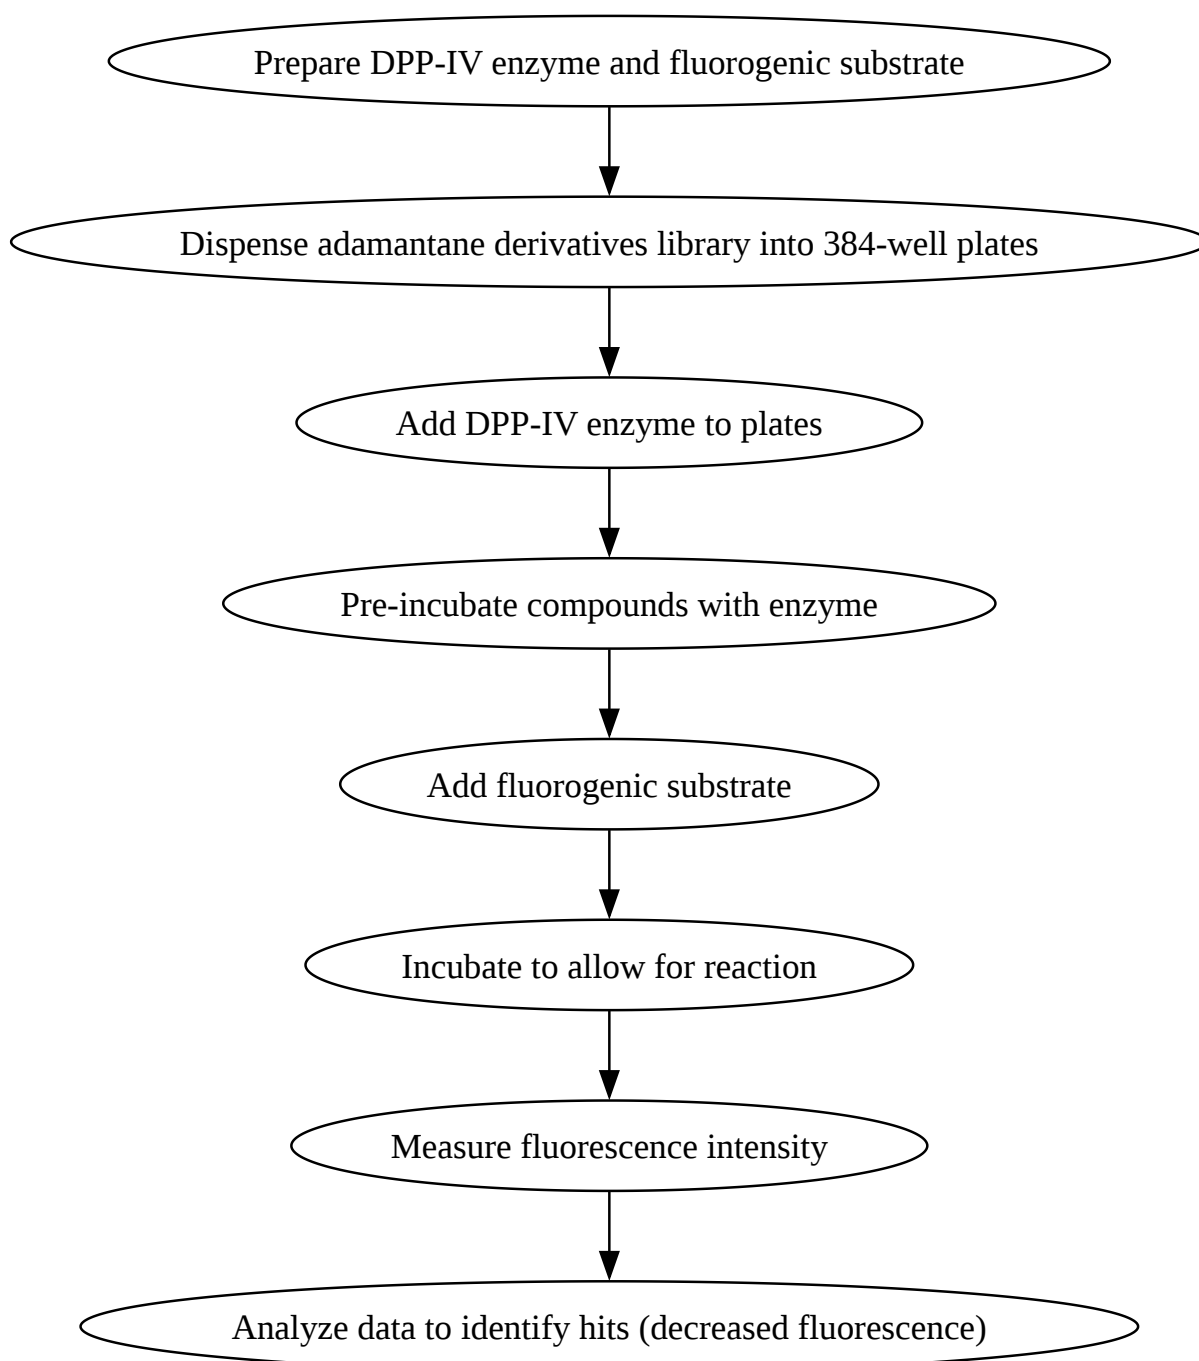 Prepare DPP-IV enzyme and fluorogenic substrate
Dispense adamantane derivatives library into 384-well plates
Add DPP-IV enzyme to plates
Pre-incubate compounds with enzyme
Add fluorogenic substrate
Incubate to allow for reaction
Measure fluorescence intensity
Analyze data to identify hits (decreased fluorescence)